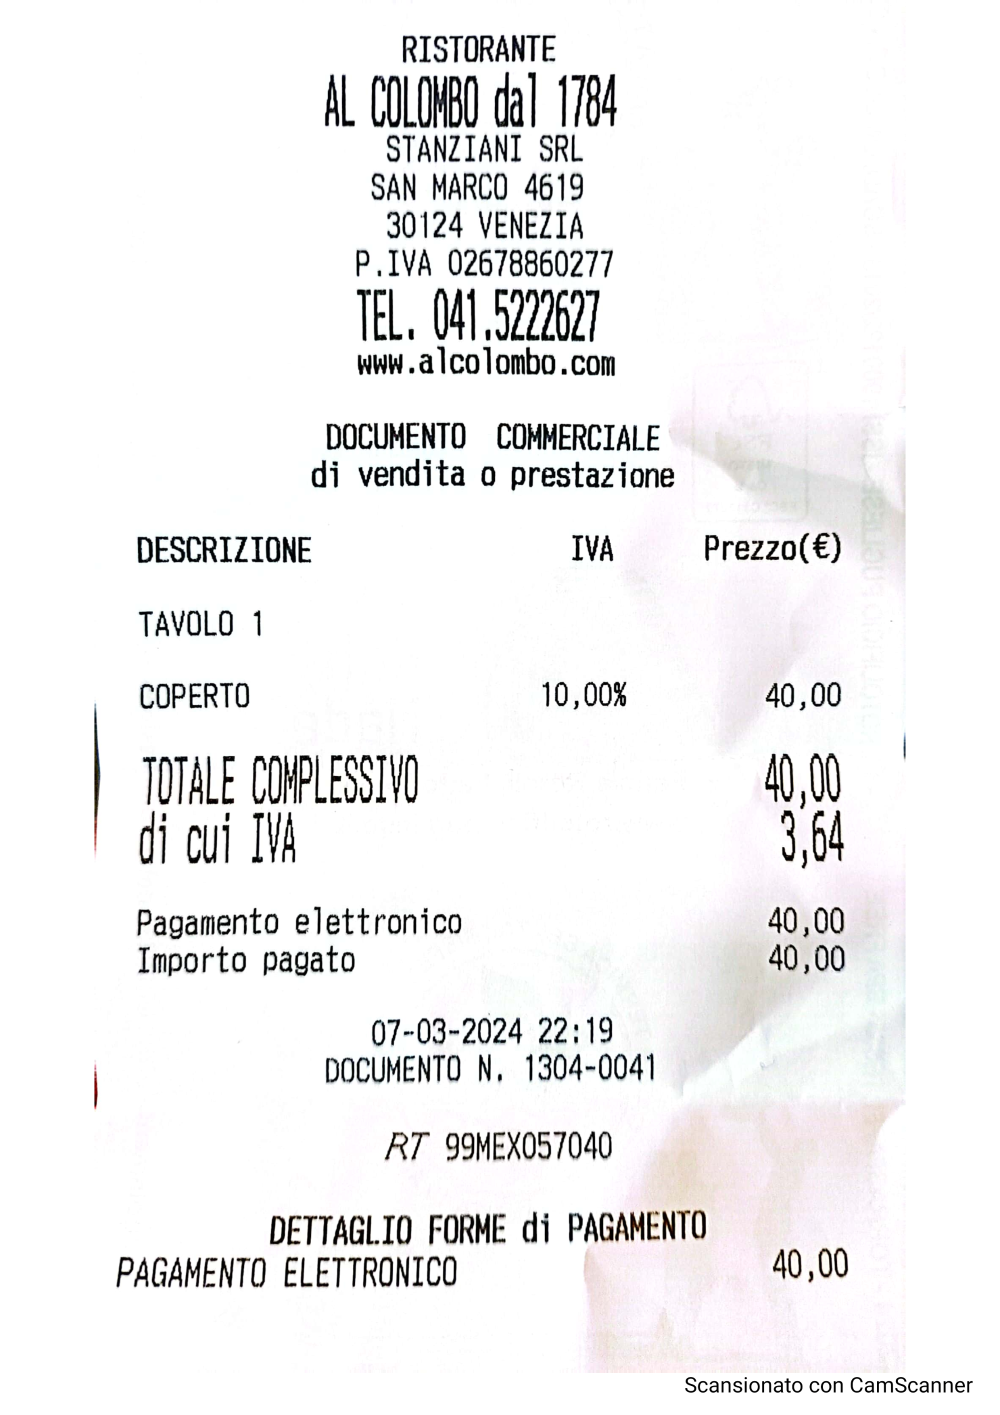 RISTORANTE
AL COLOMBO dal 1784
STANZIANI SRL
SAN MARCO 4619
30124 VENEZIA
P.IVA 02678860277
TEL. 041.5222627
www.alcolombo.com
DOCUMENTO COMMERCIALE
di vendita o prestazione
DESCRIZIONE IVA Prezzo(€)
TAVOLO 1
COPERTO 10,00% 40,00
TOTALE COMPLESSIVO 40,00
di cui IVA 3,64
Pagamento elettronico 40,00
Importo pagato 40,00
07-03-2024 22:19
DOCUMENTO N. 1304-0041
RT 99MEX057040
DETTAGLIO FORME di PAGAMENTO
PAGAMENTO ELETTRONICO 40,00
Scansionato con CamScanner